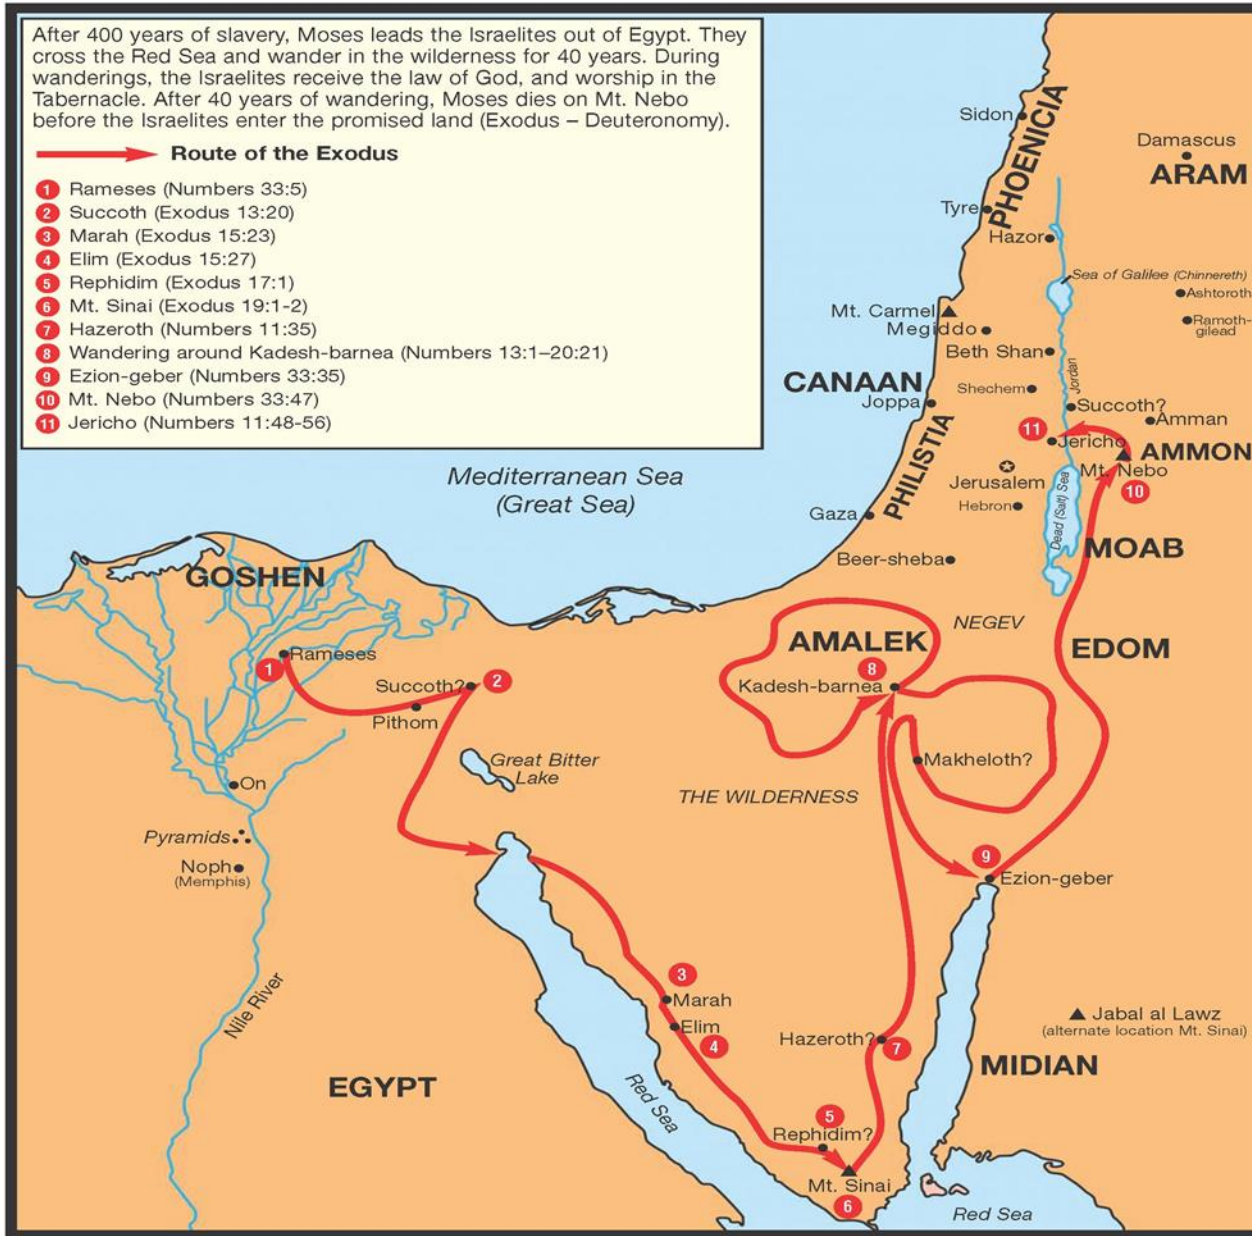 After 400 years of slavery, Moses leads the Israelites out of Egypt. They
cross the Red Sea and wander in the wilderness for 40 years. During
wanderings, the Israelites receive the law of God, and worship in the
Tabernacle. After 40 years of wandering, Moses dies on Mt. Nebo
before the Israelites enter the promised land (Exodus – Deuteronomy).
Route of the Exodus
1 Rameses (Numbers 33:5)
2 Succoth (Exodus 13:20)
3 Marah (Exodus 15:23)
4 Elim (Exodus 15:27)
5 Rephidim (Exodus 17:1)
6 Mt. Sinai (Exodus 19:1-2)
7 Hazeroth (Numbers 11:35)
8 Wandering around Kadesh-barnea (Numbers 13:1–20:21)
9 Ezion-geber (Numbers 33:35)
10 Mt. Nebo (Numbers 33:47)
11 Jericho (Numbers 11:48-56)
Sidon
PHOENICIA
Damascus
ARAM
Tyre
Hazor
Sea of Galilee (Chinnereth)
Ashtoroth
Mt. Carmel
Megiddo
Ramoth-
gilead
Beth Shan
CANAAN
Shechem
Jordan
Joppa
Succoth?
Amman
PHILISTIA
11
Jericho
AMMON
Mt. Nebo
10
Jerusalem
Hebron
Dead (Salt) Sea
Mediterranean Sea
(Great Sea)
Gaza
MOAB
Beer-sheba
GOSHEN
NEGEV
AMALEK
EDOM
1
Rameses
8
Succoth?
2
Kadesh-barnea
Pithom
Great Bitter
Lake
Makheloth?
On
THE WILDERNESS
Pyramids
Noph
(Memphis)
9
Ezion-geber
3
Marah
Elim
4
Nile River
Jabal al Lawz
(alternate location Mt. Sinai)
Hazeroth?
7
MIDIAN
EGYPT
Red Sea
5
Rephidim?
Mt. Sinai
6
Red Sea